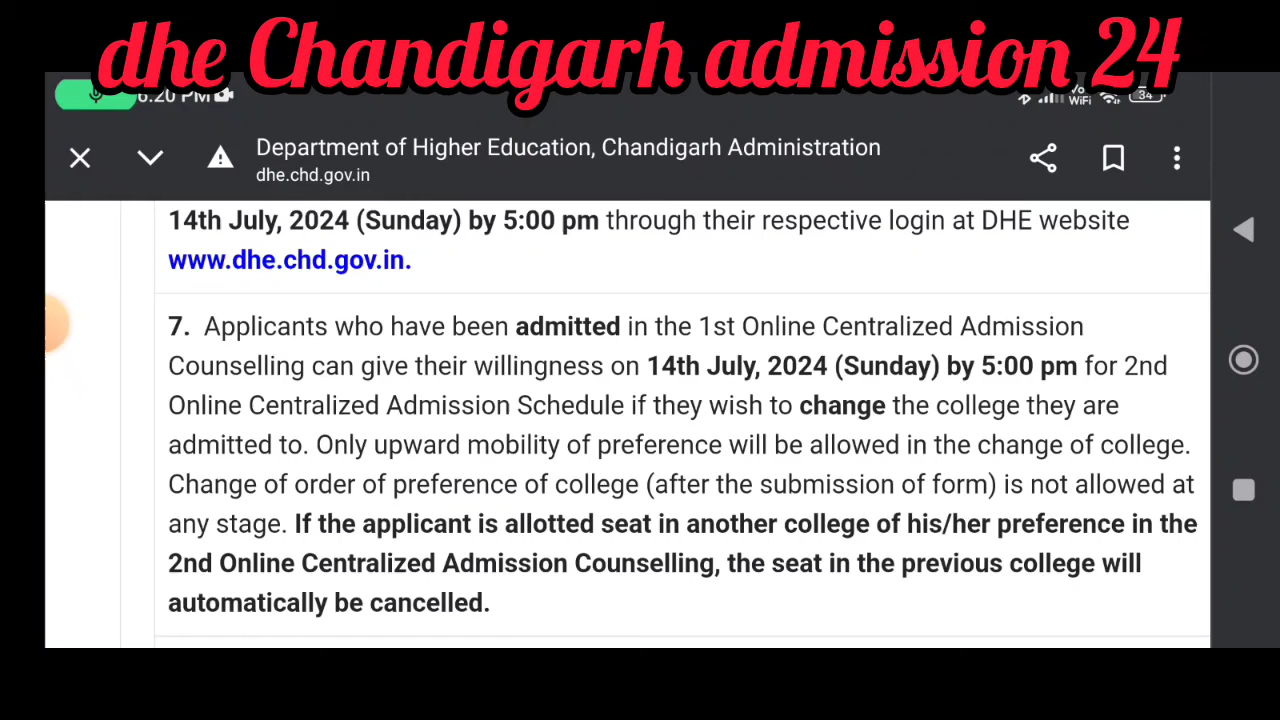 dhe Chandigarh admission 24
6:20 PM
Vo
WiFi
34
Department of Higher Education, Chandigarh Administration
dhe.chd.gov.in
14th July, 2024 (Sunday) by 5:00 pm through their respective login at DHE website
www.dhe.chd.gov.in.
7. Applicants who have been admitted in the 1st Online Centralized Admission
Counselling can give their willingness on 14th July, 2024 (Sunday) by 5:00 pm for 2nd
Online Centralized Admission Schedule if they wish to change the college they are
admitted to. Only upward mobility of preference will be allowed in the change of college.
Change of order of preference of college (after the submission of form) is not allowed at
any stage. If the applicant is allotted seat in another college of his/her preference in the
2nd Online Centralized Admission Counselling, the seat in the previous college will
automatically be cancelled.